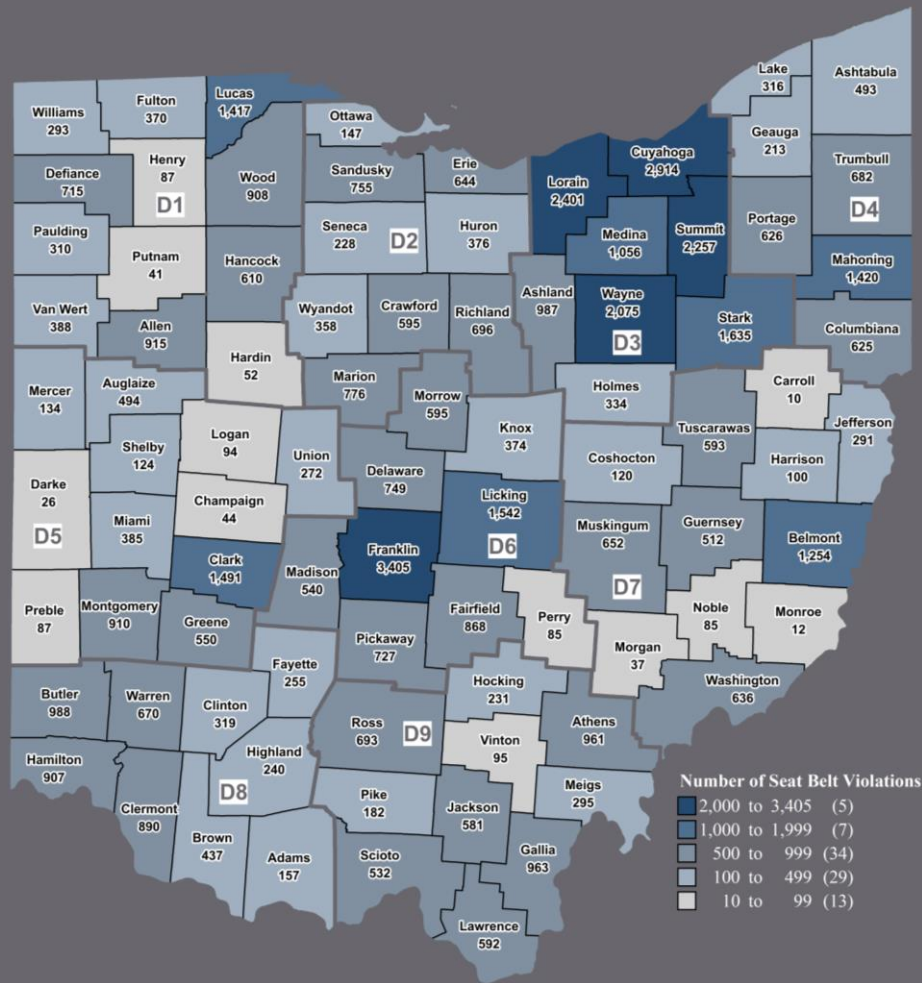 Williams
293
Fulton
370
Lucas
1,417
Ottawa
147
Lake
316
Ashtabula
493
Henry
87
D1
Wood
908
Sandusky
755
Erie
644
Lorain
2,401
Cuyahoga
2,914
Geauga
213
Trumbull
682
D4
Defiance
715
Paulding
310
Putnam
41
Hancock
610
Seneca
228
D2
Huron
376
Medina
1,056
Summit
2,257
Portage
626
Mahoning
1,420
Van Wert
388
Allen
915
Wyandot
358
Crawford
595
Richland
696
Ashland
987
Wayne
2,075
D3
Stark
1,635
Columbiana
625
Hardin
52
Mercer
134
Auglaize
494
Marion
776
Morrow
595
Holmes
334
Carroll
10
Jefferson
291
Logan
94
Union
272
Knox
374
Tuscarawas
593
Shelby
124
Coshocton
120
Harrison
100
Darke
26
D5
Champaign
44
Delaware
749
Licking
1,542
D6
Miami
385
Clark
1,491
Madison
540
Franklin
3,405
Muskingum
652
D7
Guernsey
512
Belmont
1,254
Preble
87
Montgomery
910
Greene
550
Pickaway
727
Fairfield
868
Perry
85
Morgan
37
Noble
85
Monroe
12
Fayette
255
Hocking
231
Washington
636
Butler
988
Warren
670
Clinton
319
Ross
693
D9
Vinton
95
Athens
961
Hamilton
907
Highland
240
D8
Clermont
890
Brown
437
Adams
157
Pike
182
Jackson
581
Meigs
295
Scioto
532
Gallia
963
Lawrence
592
Number of Seat Belt Violations
2,000 to 3,405 (5)
1,000 to 1,999 (7)
500 to 999 (34)
100 to 499 (29)
10 to 99 (13)